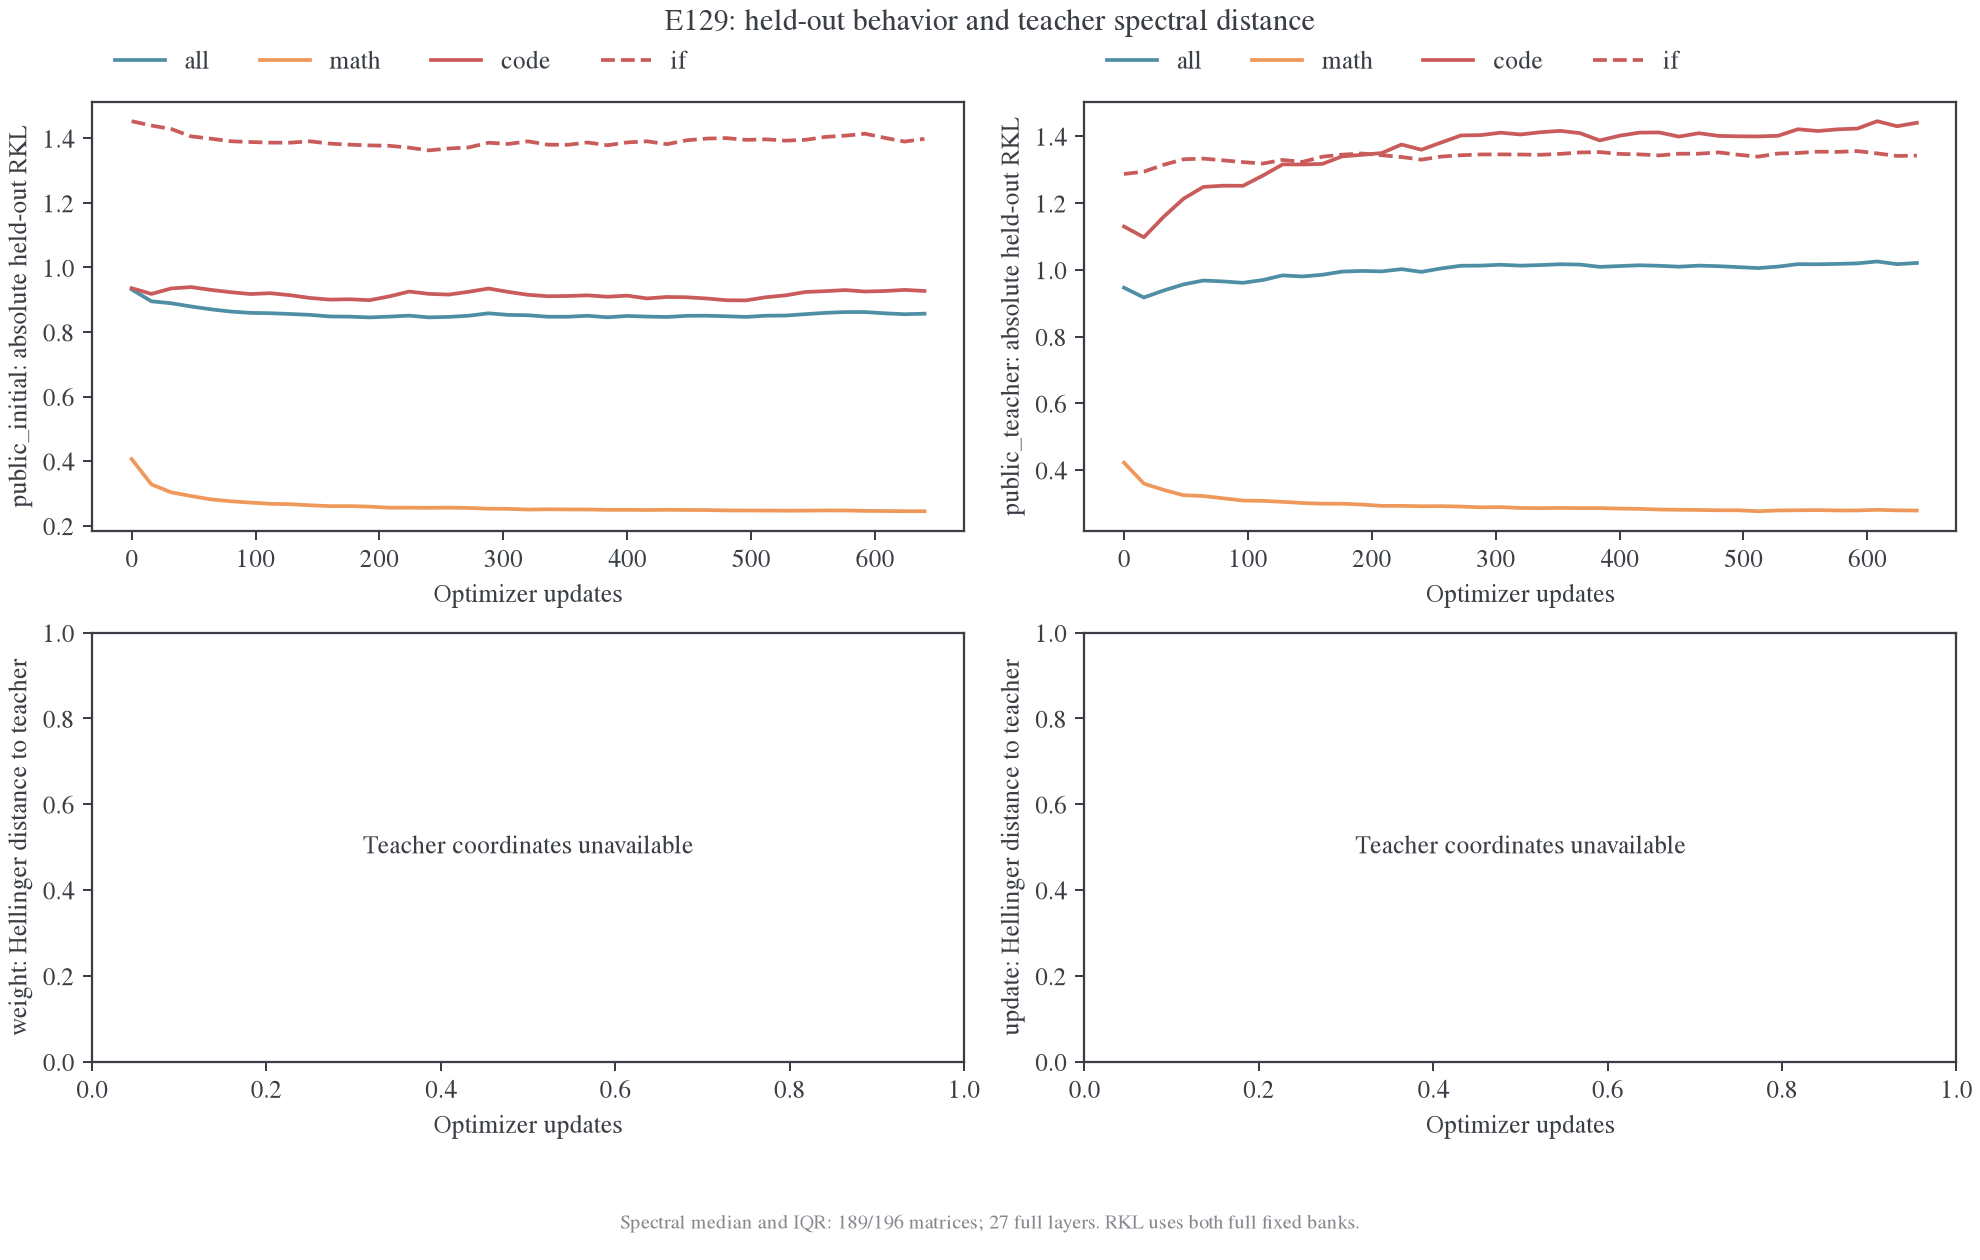 E129: held-out behavior and teacher spectral distance
all math code if
all math code if
public_initial: absolute held-out RKL
1.4
1.2
1.0
0.8
0.6
0.4
0.2
0 100 200 300 400 500 600
Optimizer updates
public_teacher: absolute held-out RKL
1.4
1.2
1.0
0.8
0.6
0.4
0 100 200 300 400 500 600
Optimizer updates
weight: Hellinger distance to teacher
1.0
0.8
0.6
0.4
0.2
0.0
Teacher coordinates unavailable
0.0 0.2 0.4 0.6 0.8 1.0
Optimizer updates
update: Hellinger distance to teacher
1.0
0.8
0.6
0.4
0.2
0.0
Teacher coordinates unavailable
0.0 0.2 0.4 0.6 0.8 1.0
Optimizer updates
Spectral median and IQR: 189/196 matrices; 27 full layers. RKL uses both full fixed banks.